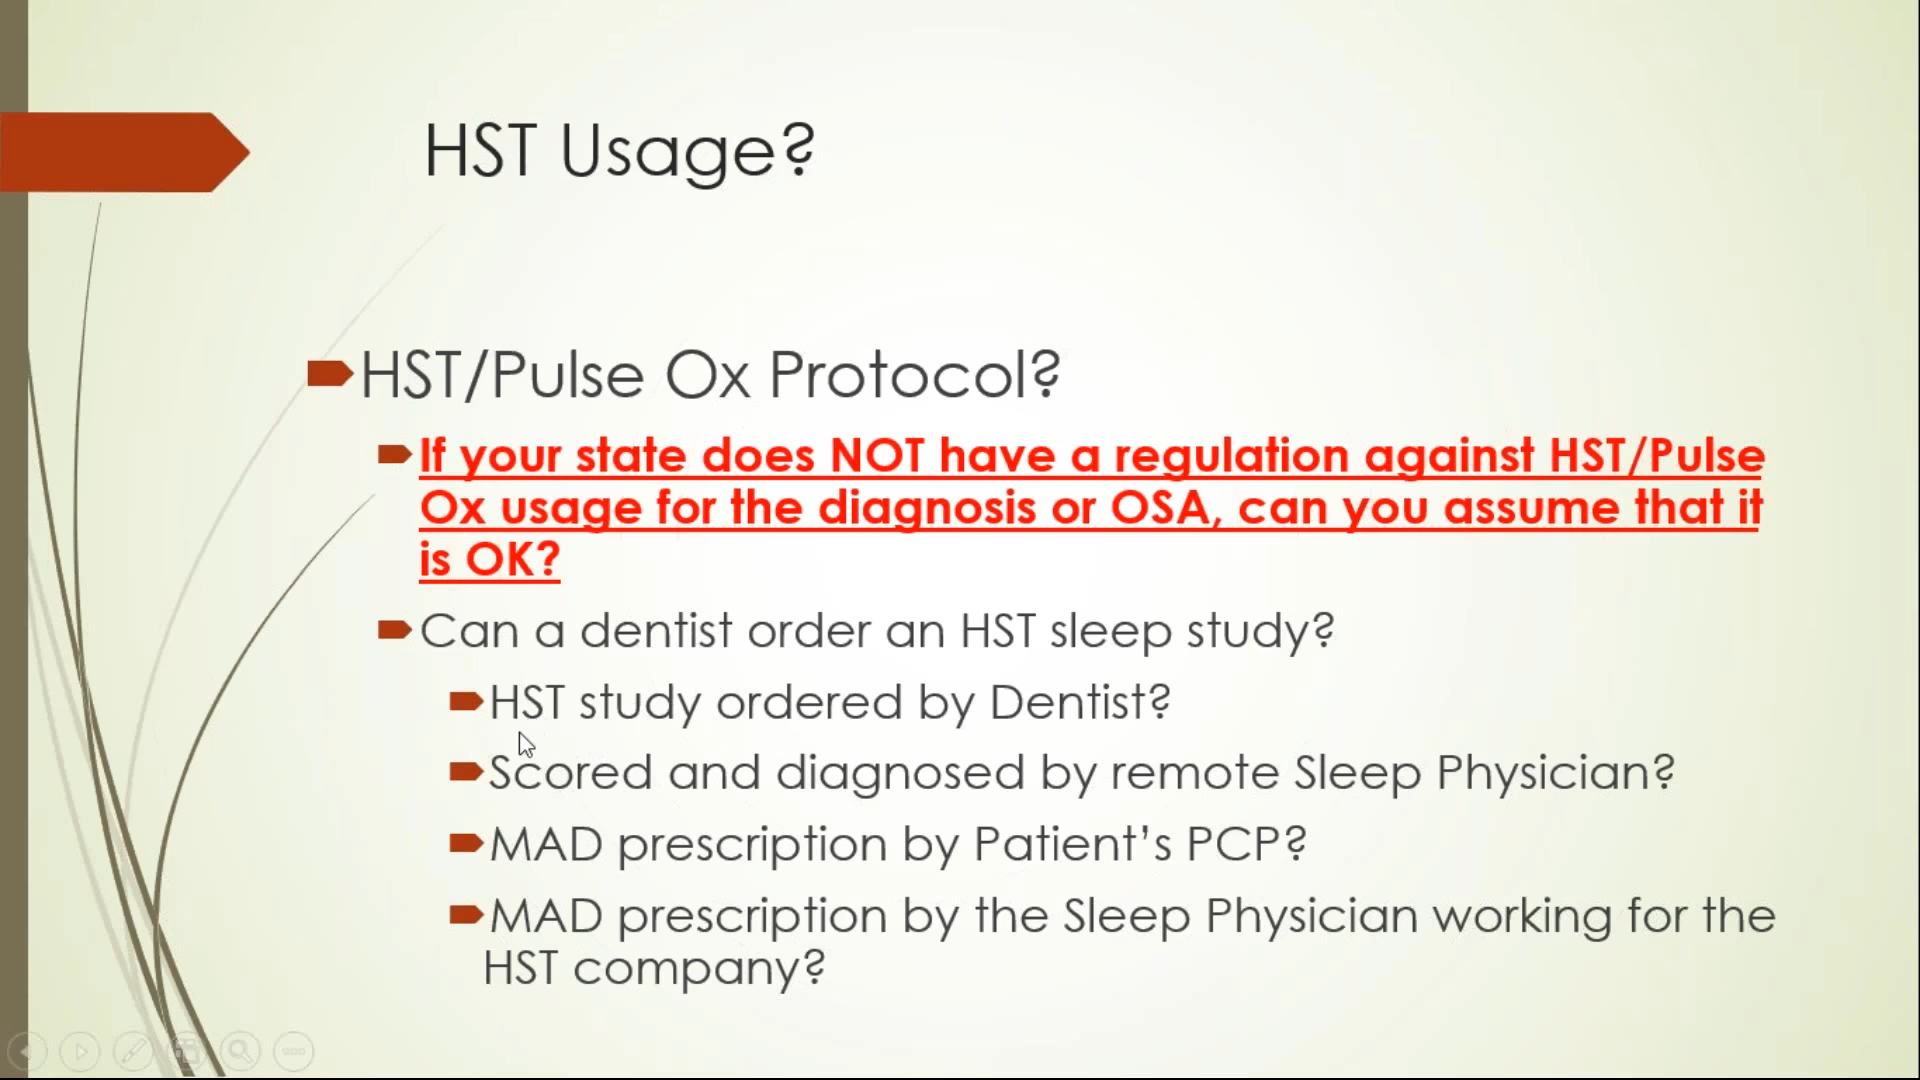 HST Usage?
HST/Pulse Ox Protocol?
If your state does NOT have a regulation against HST/Pulse
Ox usage for the diagnosis or OSA, can you assume that it
is OK?
Can a dentist order an HST sleep study?
HST study ordered by Dentist?
Scored and diagnosed by remote Sleep Physician?
MAD prescription by Patient’s PCP?
MAD prescription by the Sleep Physician working for the
HST company?